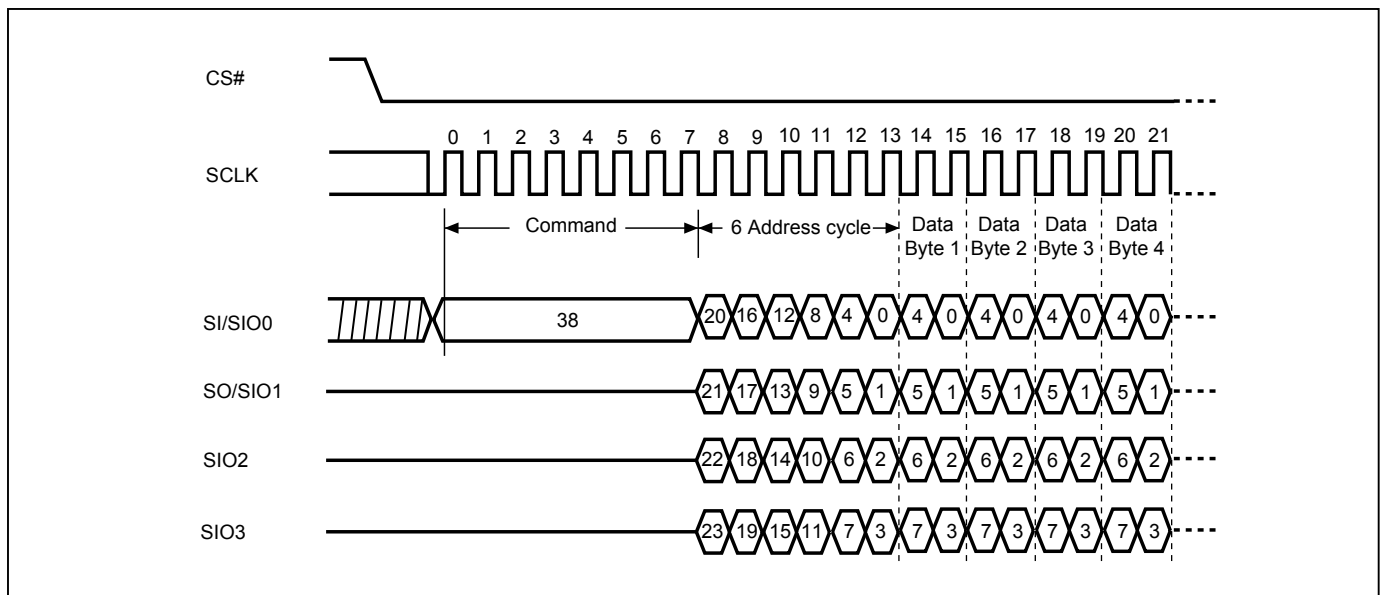 CS#
0 1 2 3 4 5 6 7 8 9 10 11 12 13 14 15 16 17 18 19 20 21
SCLK
Command 6 Address cycle Data Data Data Data
Byte 1 Byte 2 Byte 3 Byte 4
SI/SIO0 38 20 16 12 8 4 0 4 0 4 0 4 0 4 0
SO/SIO1 21 17 13 9 5 1 5 1 5 1 5 1 5 1
SIO2 22 18 14 10 6 2 6 2 6 2 6 2 6 2
SIO3 23 19 15 11 7 3 7 3 7 3 7 3 7 3